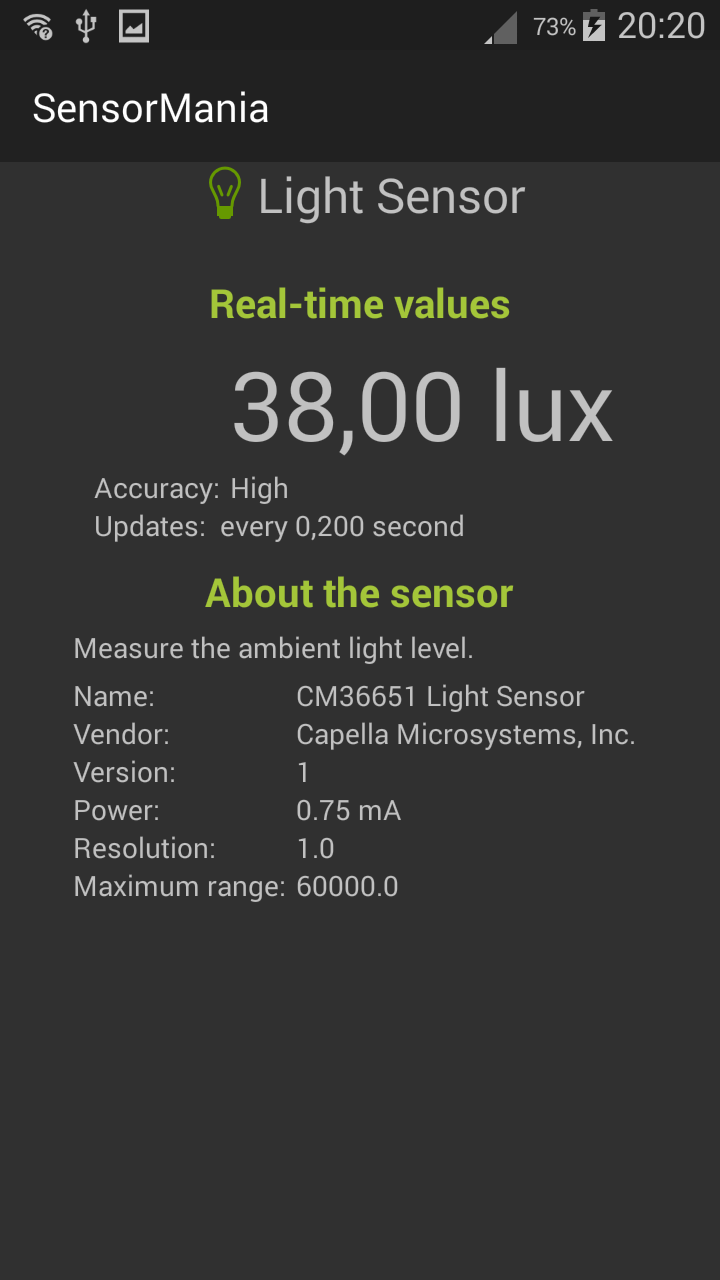 73% 20:20
SensorMania
Light Sensor
Real-time values
38,00 lux
Accuracy: High
Updates: every 0,200 second
About the sensor
Measure the ambient light level.
Name: CM36651 Light Sensor
Vendor: Capella Microsystems, Inc.
Version: 1
Power: 0.75 mA
Resolution: 1.0
Maximum range: 60000.0